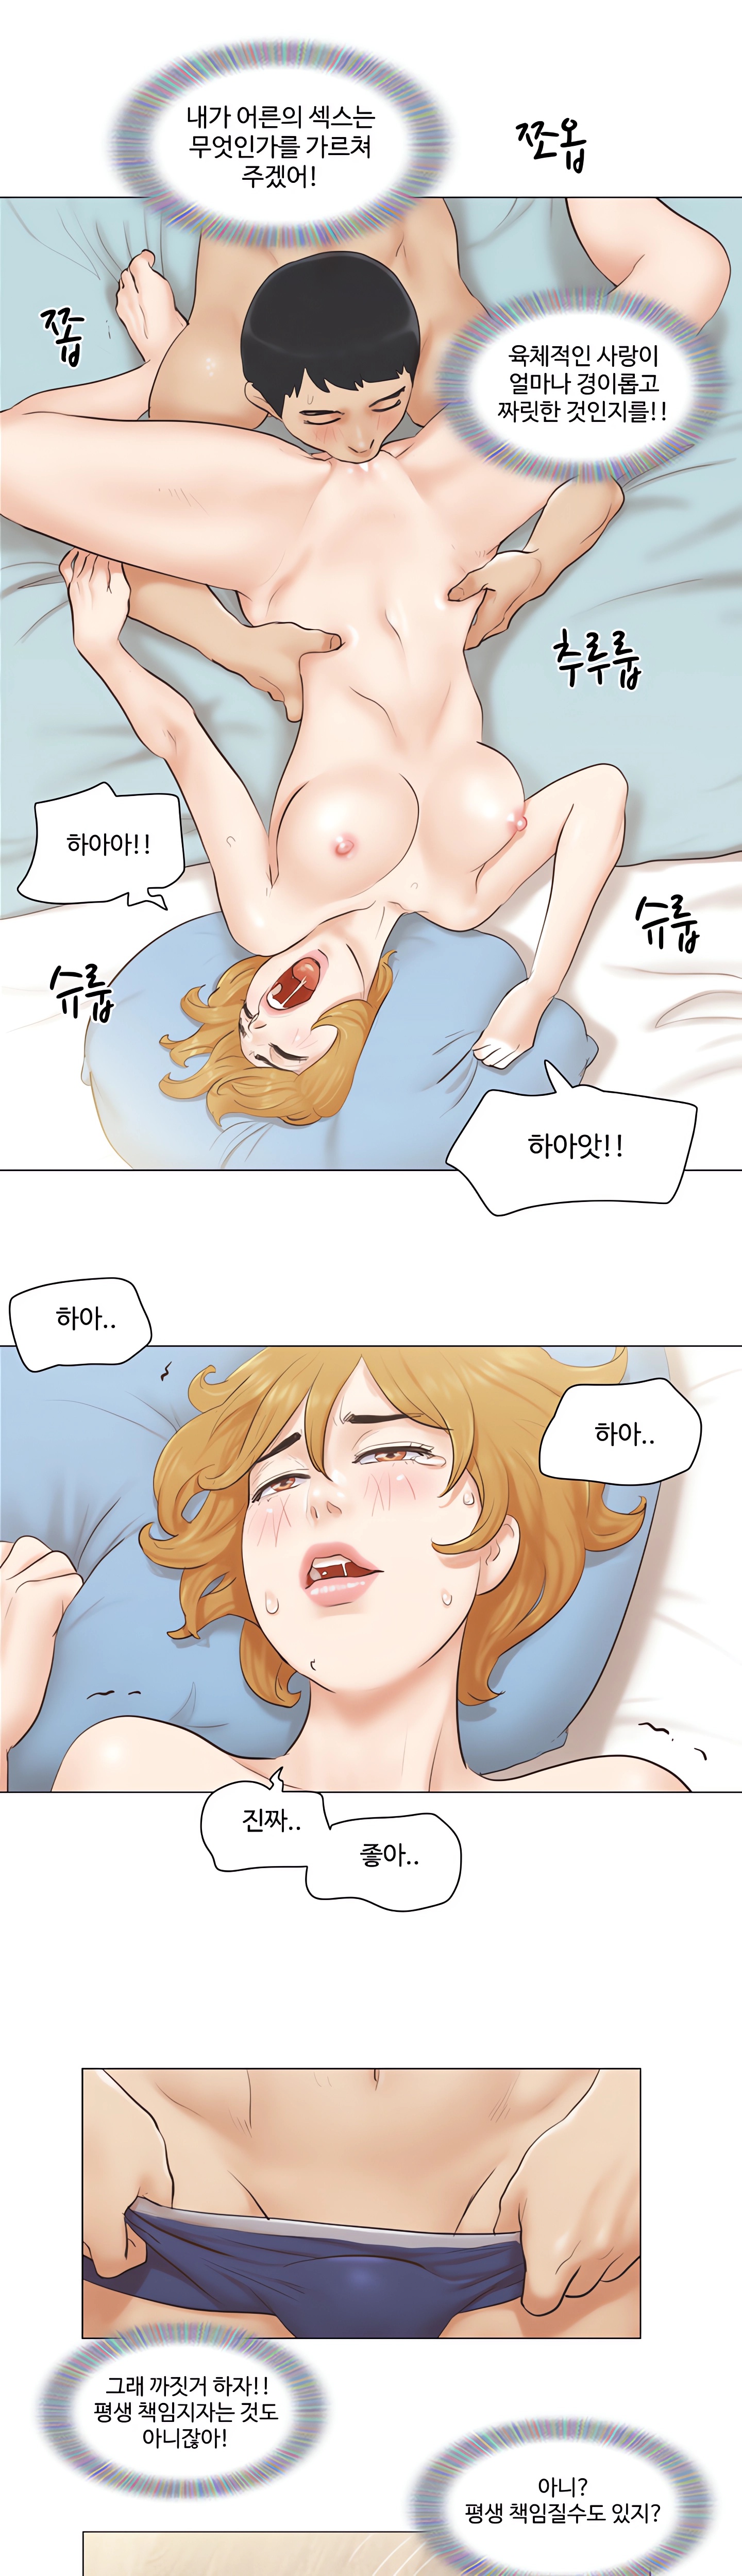 내가 어른의 섹스는
무엇인가를 가르쳐
주겠어!
쪼옵
쫍
육체적인 사랑이
얼마나 경이롭고
짜릿한 것인지를!!
추루룹
하아아!!
슈룹
슈룹
하아앗!!
하아..
하아..
진짜..
좋아..
그래 까짓거 하자!!
평생 책임지자는 것도
아니잖아!
아니?
평생 책임질수도 있지?